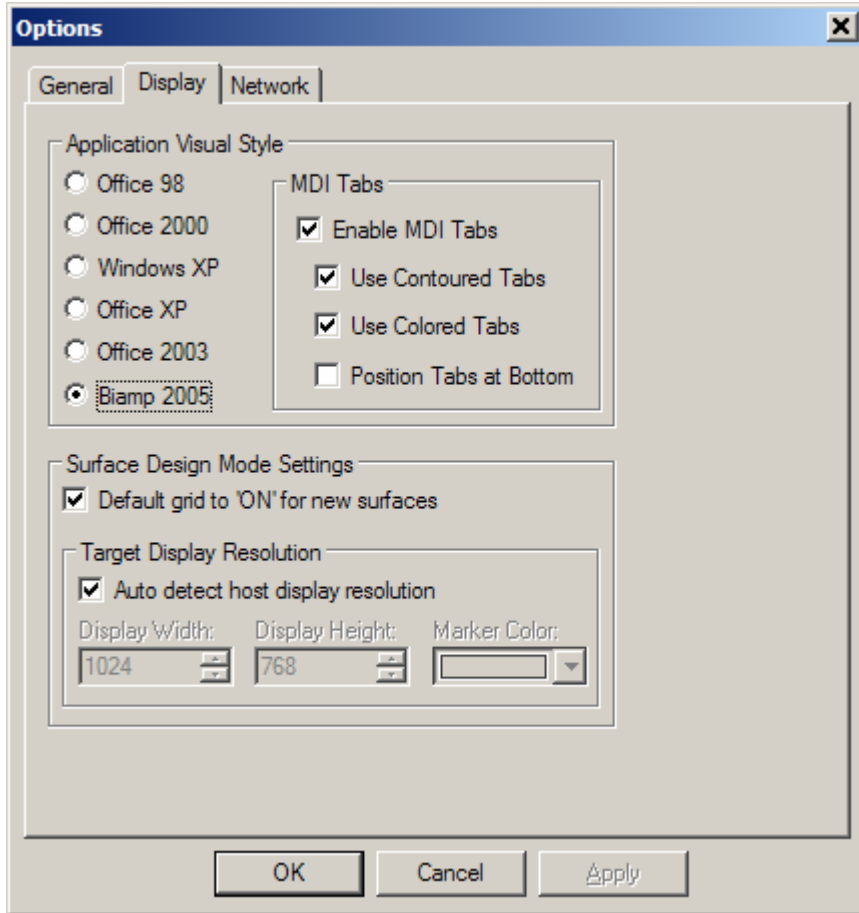 Options
General Display Network
Application Visual Style
Office 98
Office 2000
Windows XP
Office XP
Office 2003
Biamp 2005
MDI Tabs
Enable MDI Tabs
Use Contoured Tabs
Use Colored Tabs
Position Tabs at Bottom
Surface Design Mode Settings
Default grid to 'ON' for new surfaces
Target Display Resolution
Auto detect host display resolution
Display Width: Display Height: Marker Color:
1024 768
OK Cancel Apply